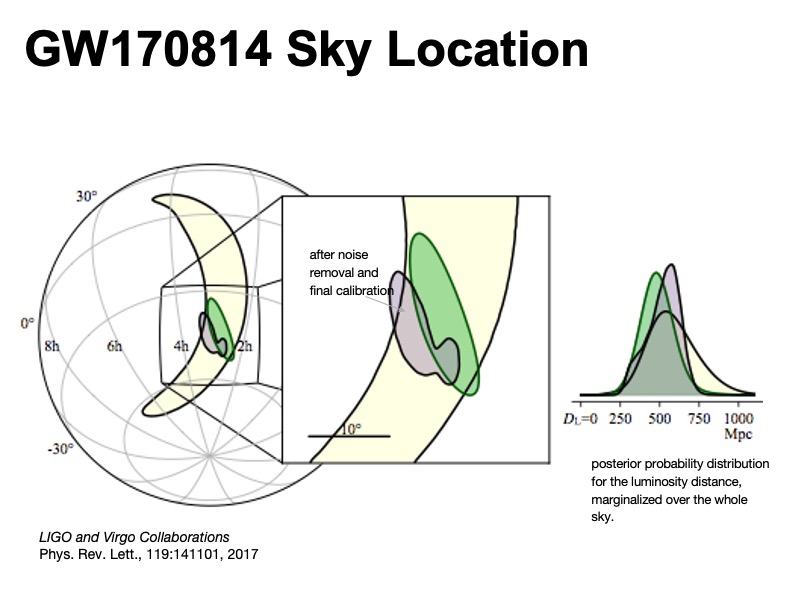 GW170814 Sky Location
30°
after noise
removal and
final calibration
0°
8h
6h
4h
2h
10°
-30°
DL=0 250 500 750 1000
Mpc
posterior probability distribution
for the luminosity distance,
marginalized over the whole
sky.
LIGO and Virgo Collaborations
Phys. Rev. Lett., 119:141101, 2017